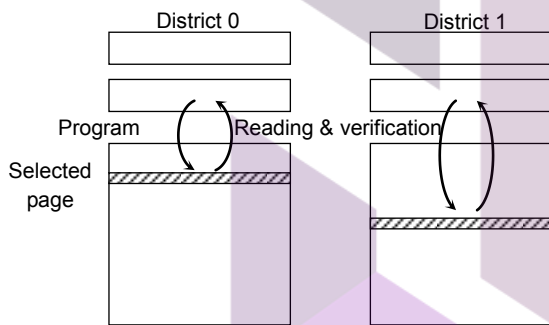 District 0
District 1
Program
Reading & verification
Selected
page